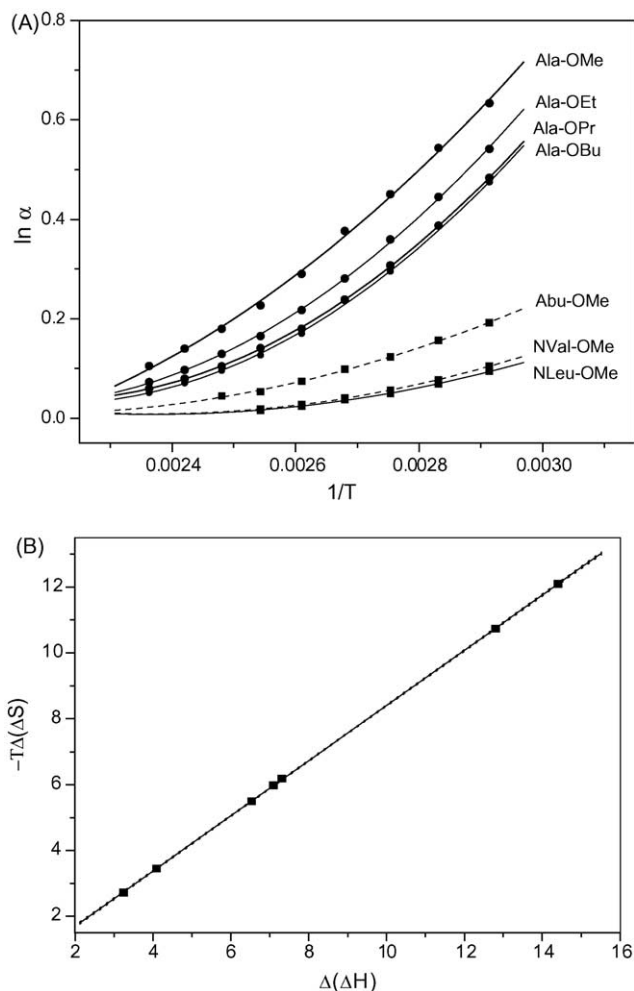 (A)
0.8
0.6
0.4
0.2
0.0
ln α
Ala-OMe
Ala-OEt
Ala-OPr
Ala-OBu
Abu-OMe
NVal-OMe
NLeu-OMe
0.0024 0.0026 0.0028 0.0030
1/T
(B)
12
10
8
6
4
2
−TΔ(ΔS)
2 4 6 8 10 12 14 16
Δ(ΔH)